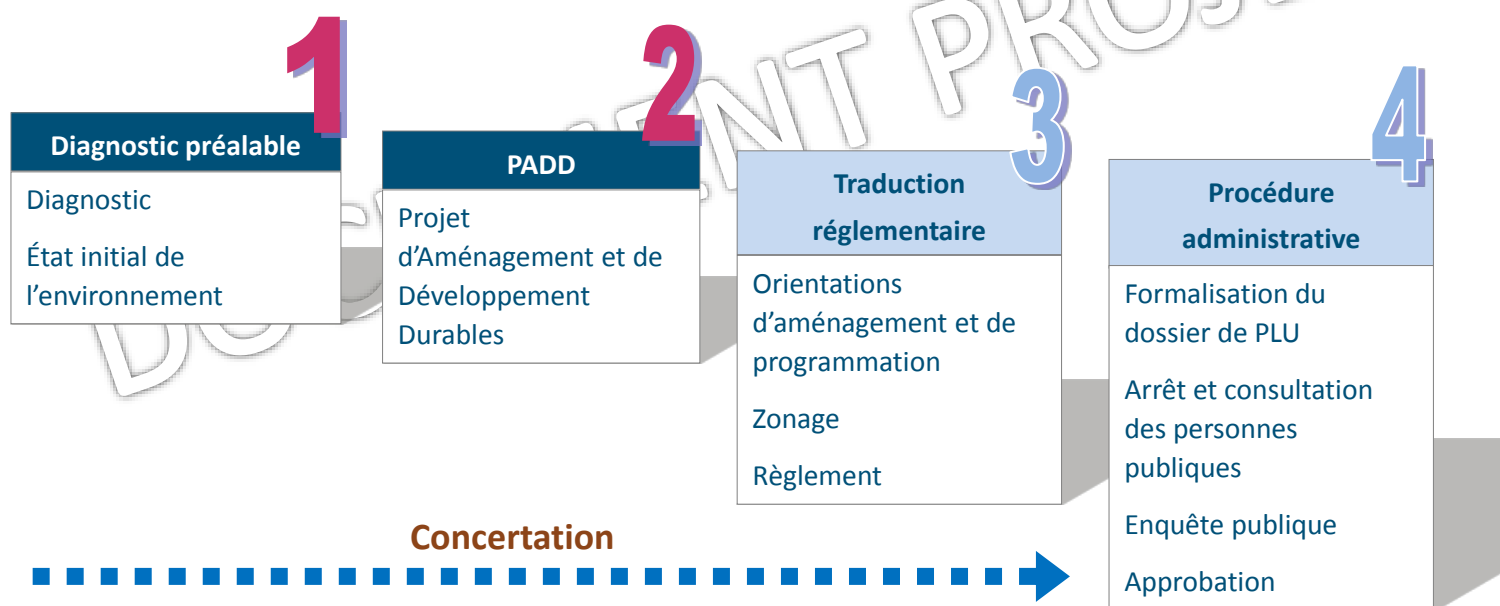 1
Diagnostic préalable
Diagnostic
État initial de
l’environnement
2
PADD
Projet
d’Aménagement et de
Développement
Durables
3
Traduction
réglementaire
Orientations
d’aménagement et de
programmation
Zonage
Règlement
4
Procédure
administrative
Formalisation du
dossier de PLU
Arrêt et consultation
des personnes
publiques
Enquête publique
Approbation
Concertation